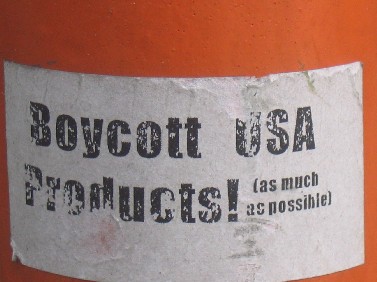 Boycott USA
Products! (as much
as possible)